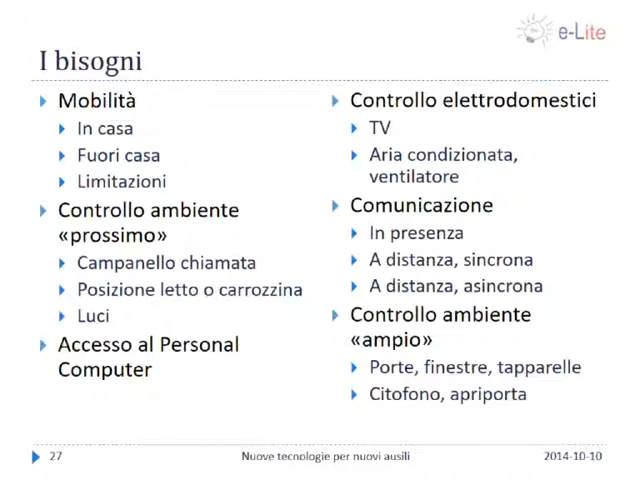 e-Lite
I bisogni
Mobilità
In casa
Fuori casa
Limitazioni
Controllo ambiente
«prossimo»
Campanello chiamata
Posizione letto o carrozzina
Luci
Accesso al Personal
Computer
Controllo elettrodomestici
TV
Aria condizionata,
ventilatore
Comunicazione
In presenza
A distanza, sincrona
A distanza, asincrona
Controllo ambiente
«ampio»
Porte, finestre, tapparelle
Citofono, apriporta
27
Nuove tecnologie per nuovi ausili
2014-10-10